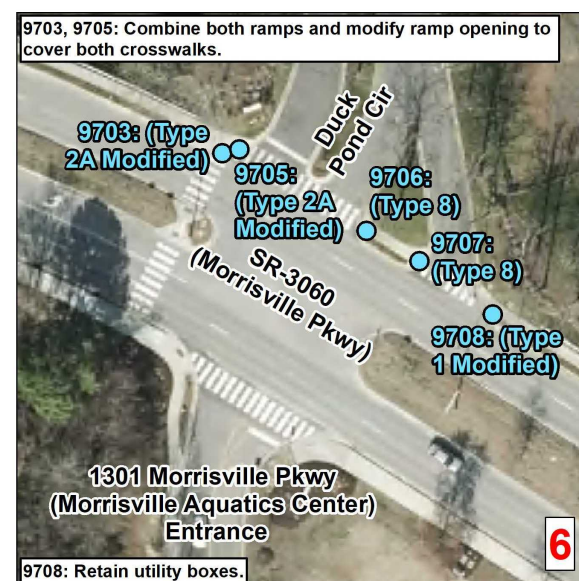 9703, 9705: Combine both ramps and modify ramp opening to
cover both crosswalks.
9703: (Type
2A Modified)
Duck
Pond Cir
9705:
(Type 2A
Modified)
9706:
(Type 8)
9707:
(Type 8)
SR-3060
(Morrisville Pkwy)
9708: (Type
1 Modified)
1301 Morrisville Pkwy
(Morrisville Aquatics Center)
Entrance
9708: Retain utility boxes.
6